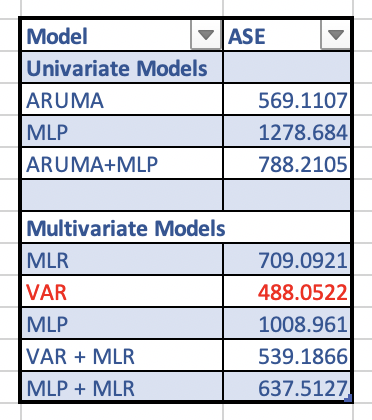 Model ASE
Univariate Models
ARUMA 569.1107
MLP 1278.684
ARUMA+MLP 788.2105
Multivariate Models
MLR 709.0921
VAR 488.0522
MLP 1008.961
VAR + MLR 539.1866
MLP + MLR 637.5127